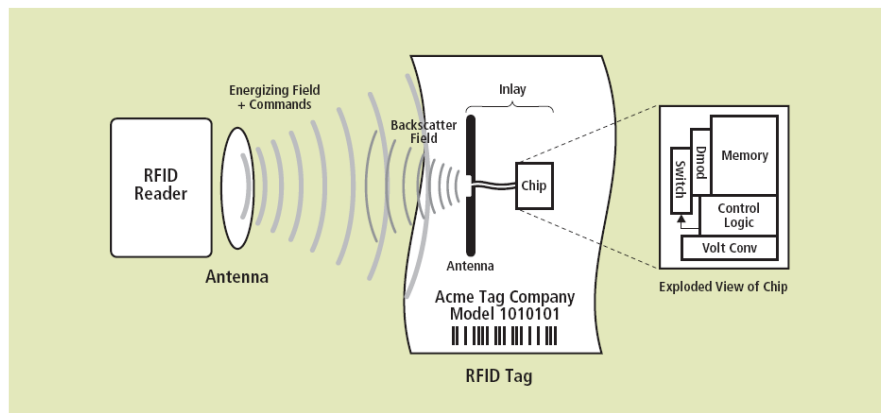 Energizing Field
+ Commands
RFID
Reader
Antenna
Backscatter
Field
Inlay
Chip
Antenna
Acme Tag Company
Model 1010101
RFID Tag
Switch
Dmod
Memory
Control
Logic
Volt Conv
Exploded View of Chip